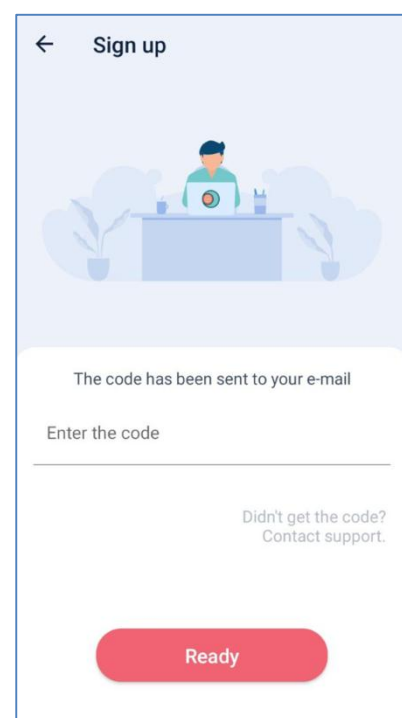 Sign up
The code has been sent to your e-mail
Enter the code
Didn't get the code?
Contact support.
Ready